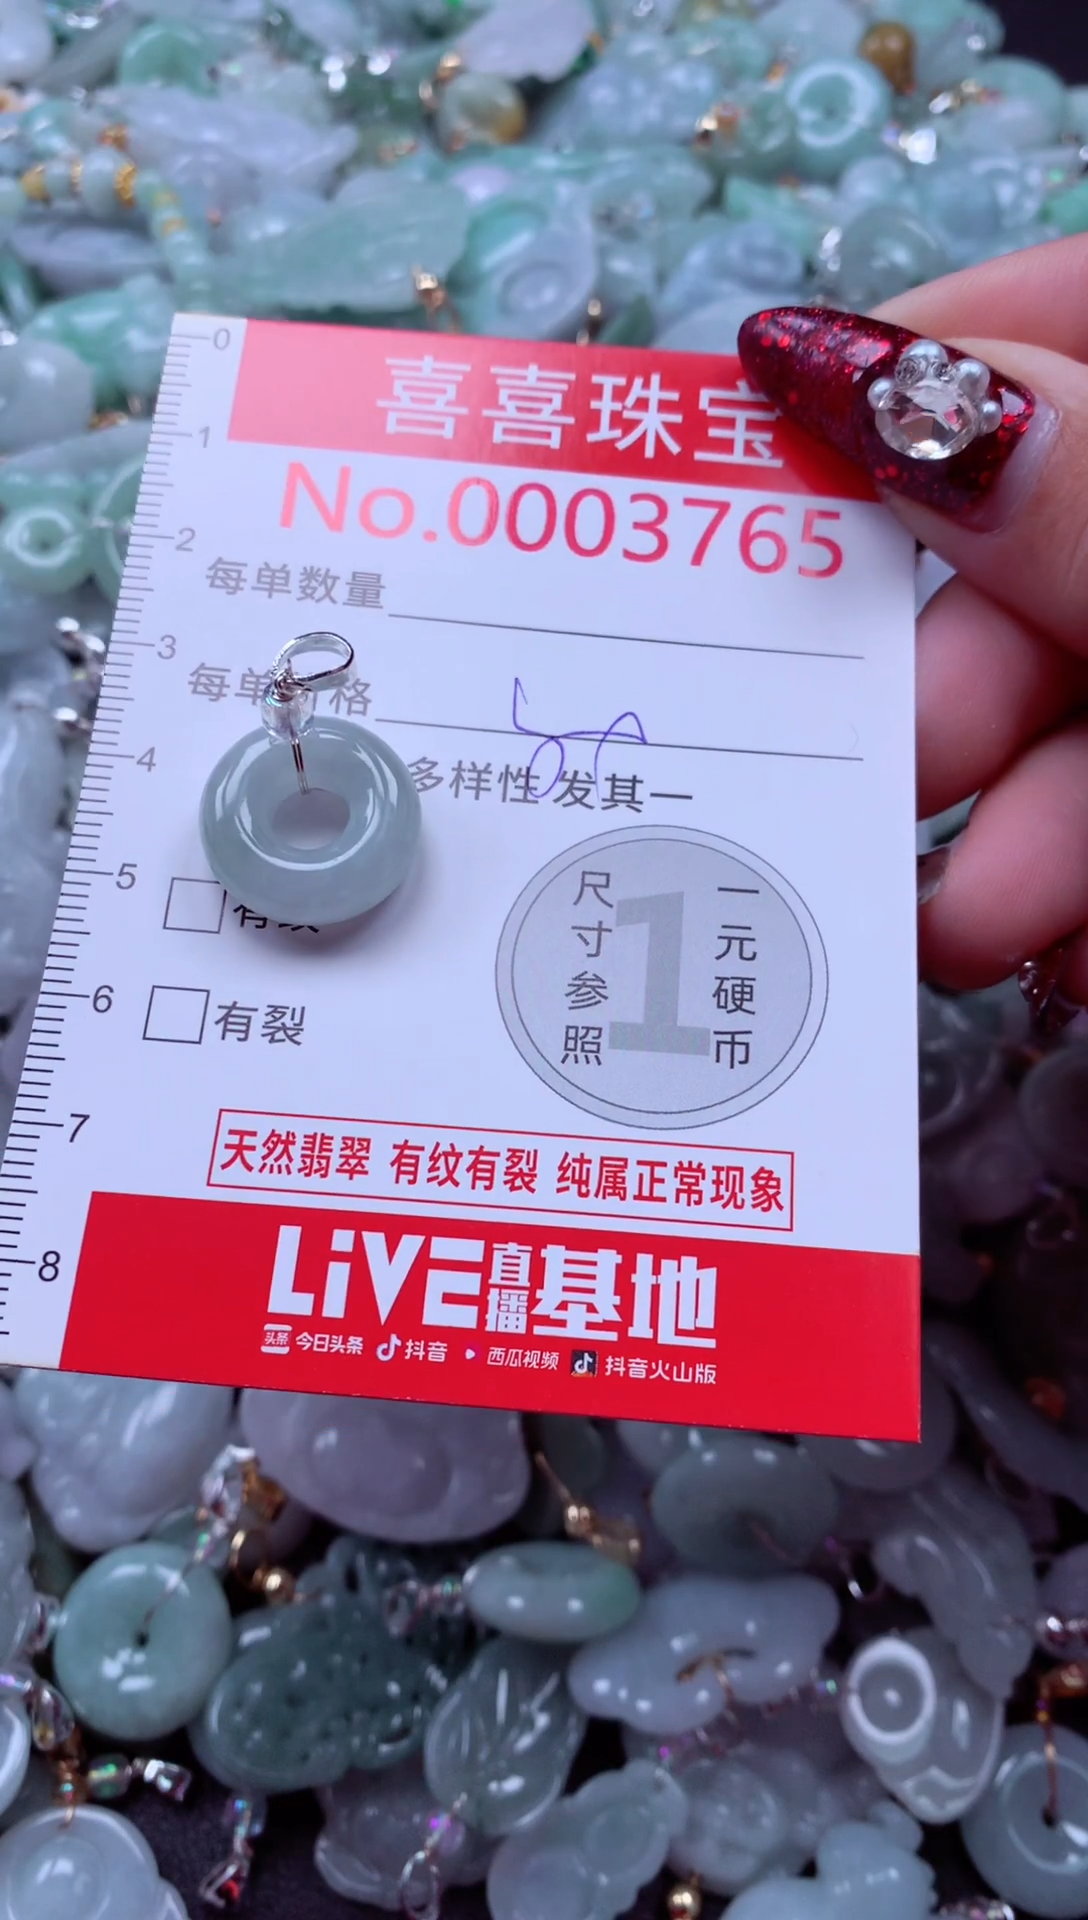 0
喜喜珠宝
1
No.0003765
2
每单数量
3
每单价格
4
多样性 发其一
5
有纹
尺寸参照
1
一元硬币
6
有裂
7
天然翡翠 有纹有裂 纯属正常现象
8
LiVE直播基地
头条 今日头条 抖音 西瓜视频 抖音火山版